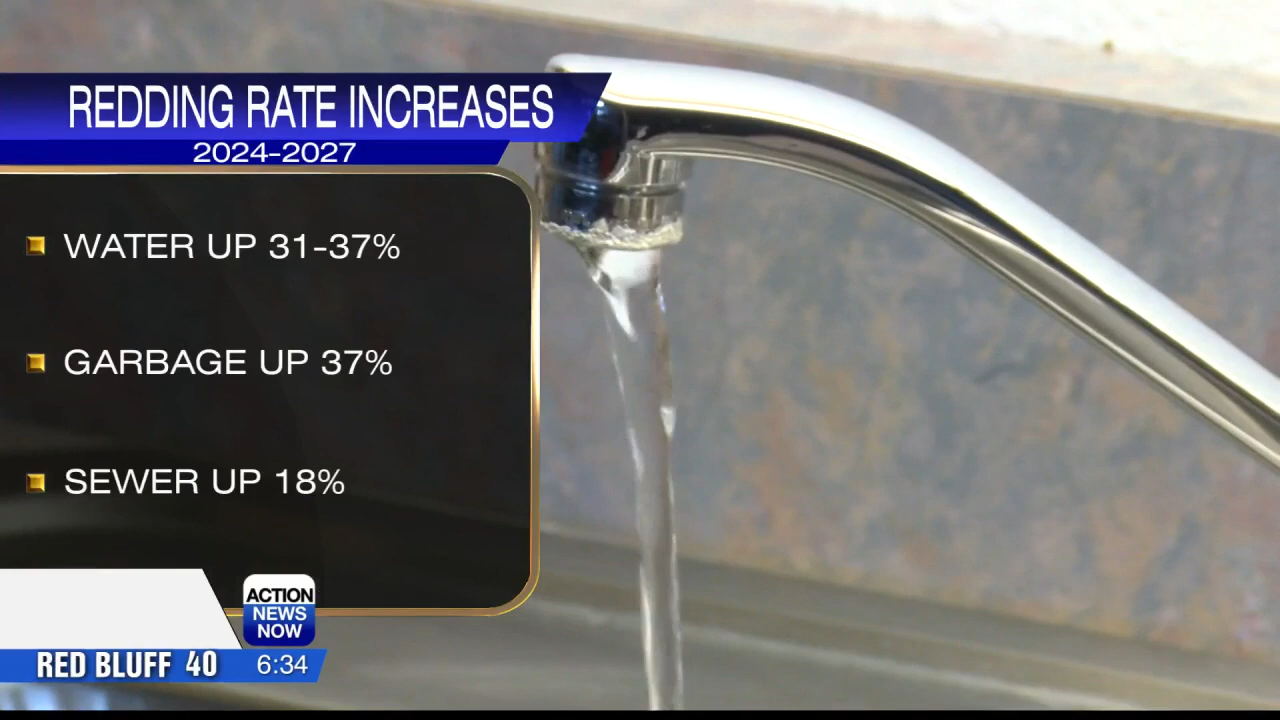 REDDING RATE INCREASES
2024-2027
WATER UP 31-37%
GARBAGE UP 37%
SEWER UP 18%
ACTION
NEWS
NOW
RED BLUFF 40 6:34